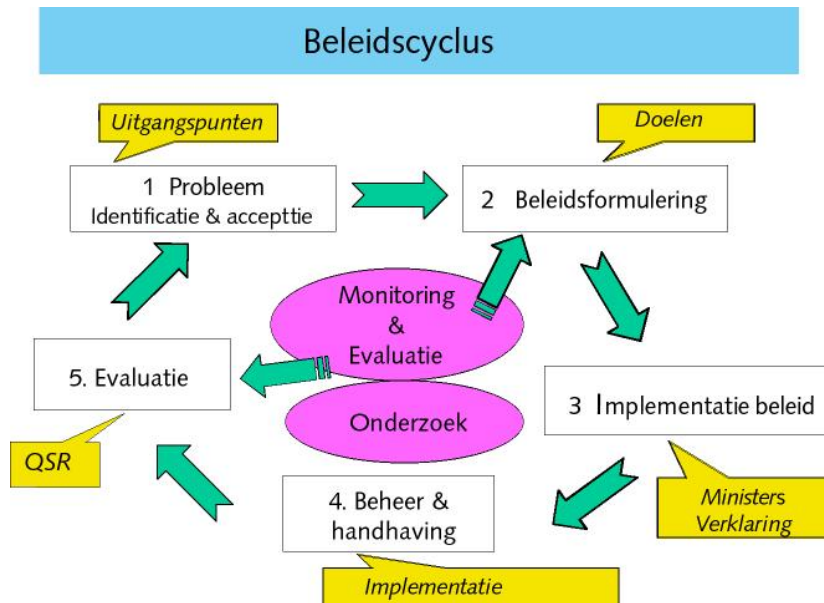 Beleidscyclus
Uitgangspunten
Doelen
1 Probleem
Identificatie & accepttie
2 Beleidsformulering
Monitoring
&
Evaluatie
5. Evaluatie
Onderzoek
3 Implementatie beleid
QSR
4. Beheer &
handhaving
Ministers
Verklaring
Implementatie